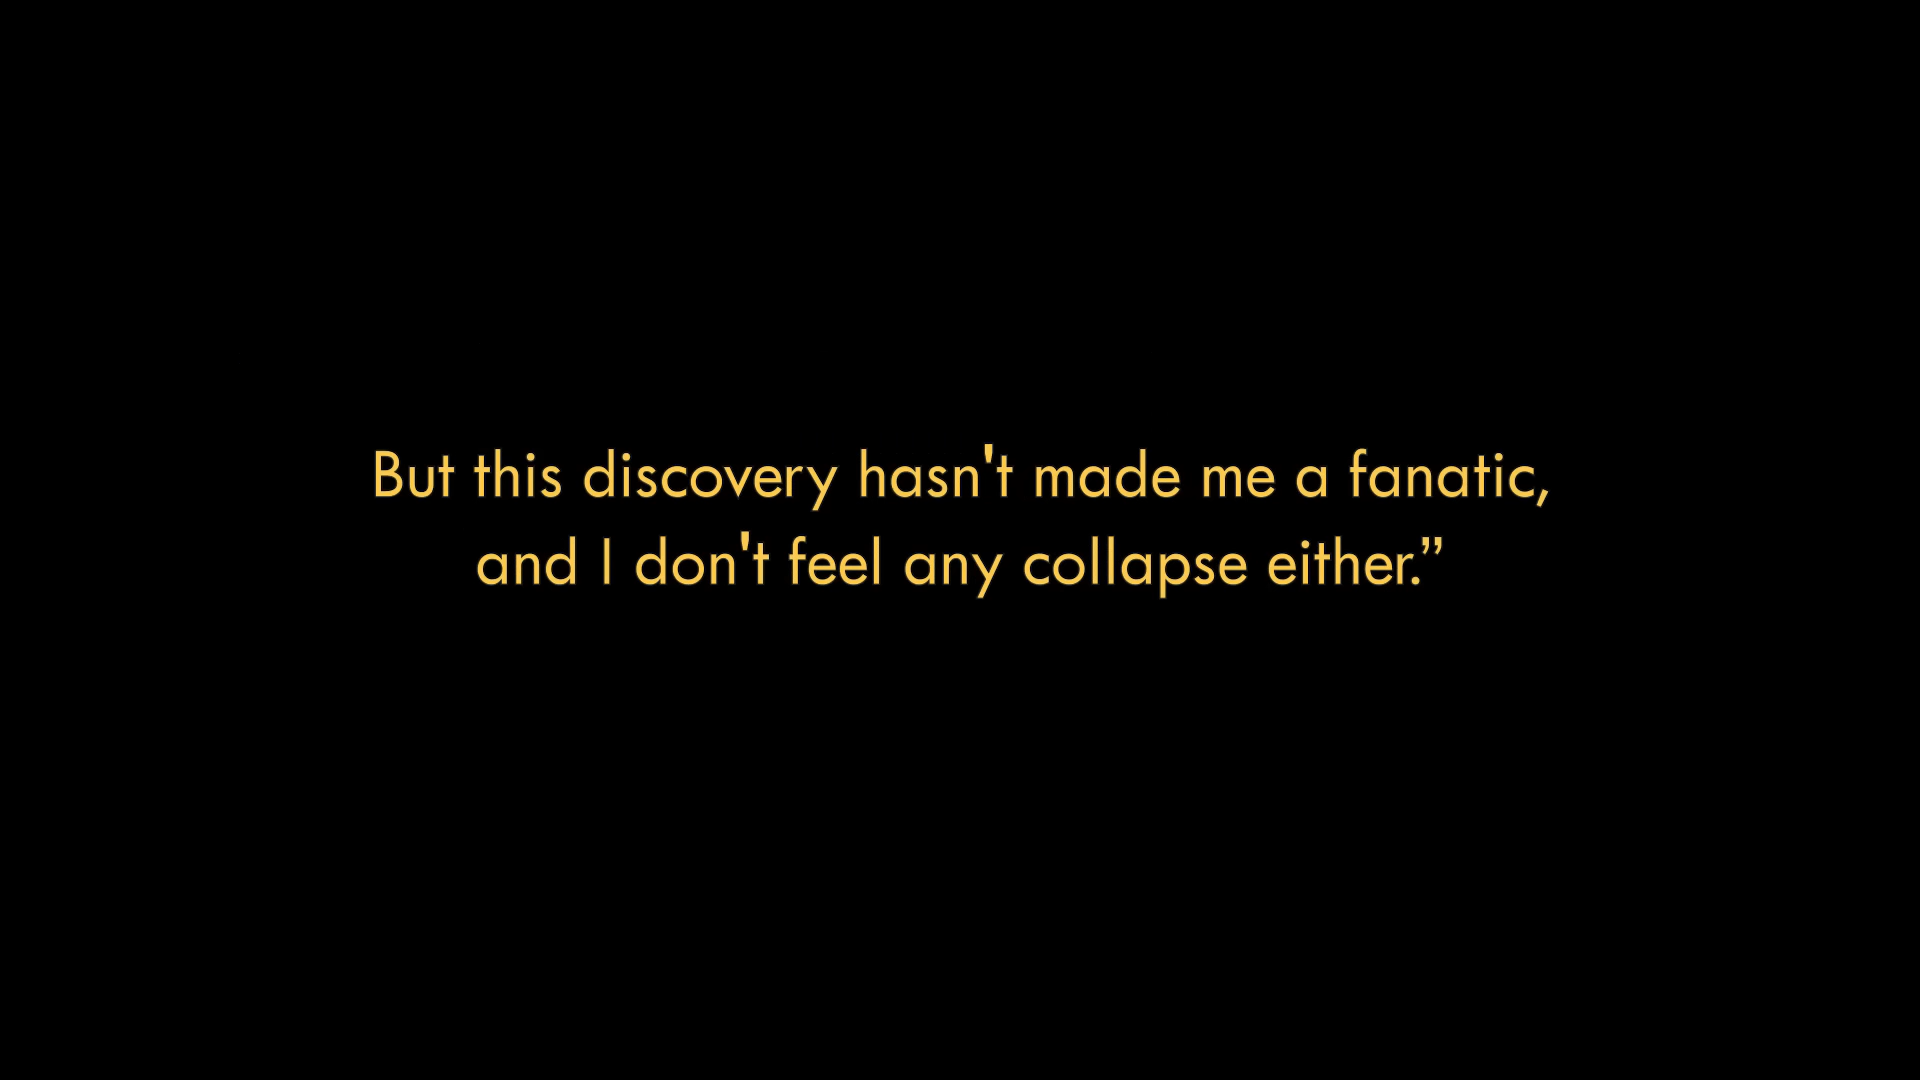 But this discovery hasn't made me a fanatic,
and I don't feel any collapse either.”